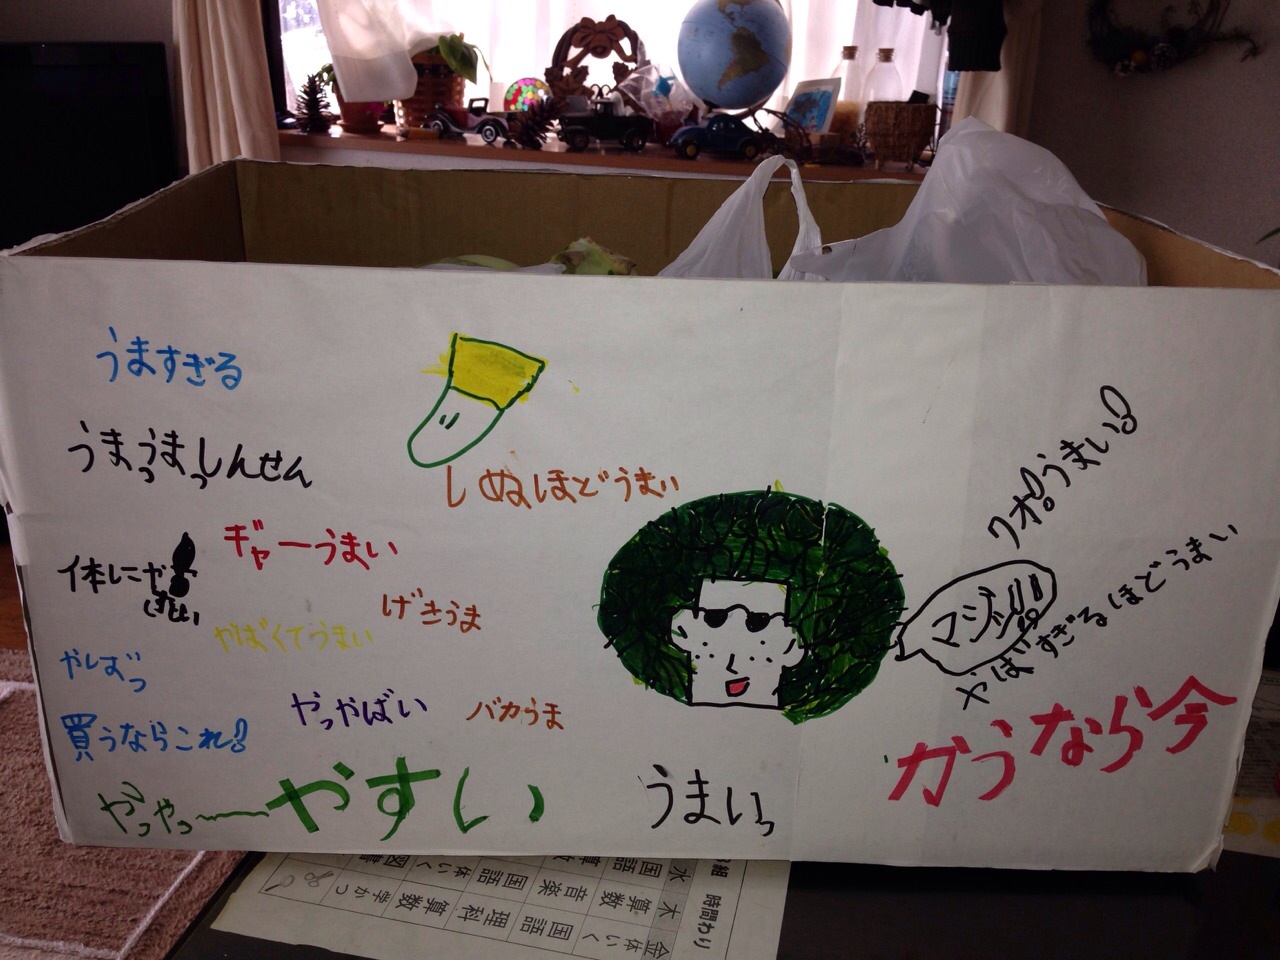 うますぎる
うまっうまっしんせん
しぬほどうまい
クオ!!うまい!!
ギャーうまい
体にや
げきうま
マジ!!
やばすぎるほどうまい
やばくてうまい
やばっ
やっやばい
バカうま
買うならこれ!!
かうなら今
やっやっ〜やすい
うまいっ
時間わり
水 木 金
国語 算数 体いく
音楽 国語
国語 理科 国語
体いく 算数